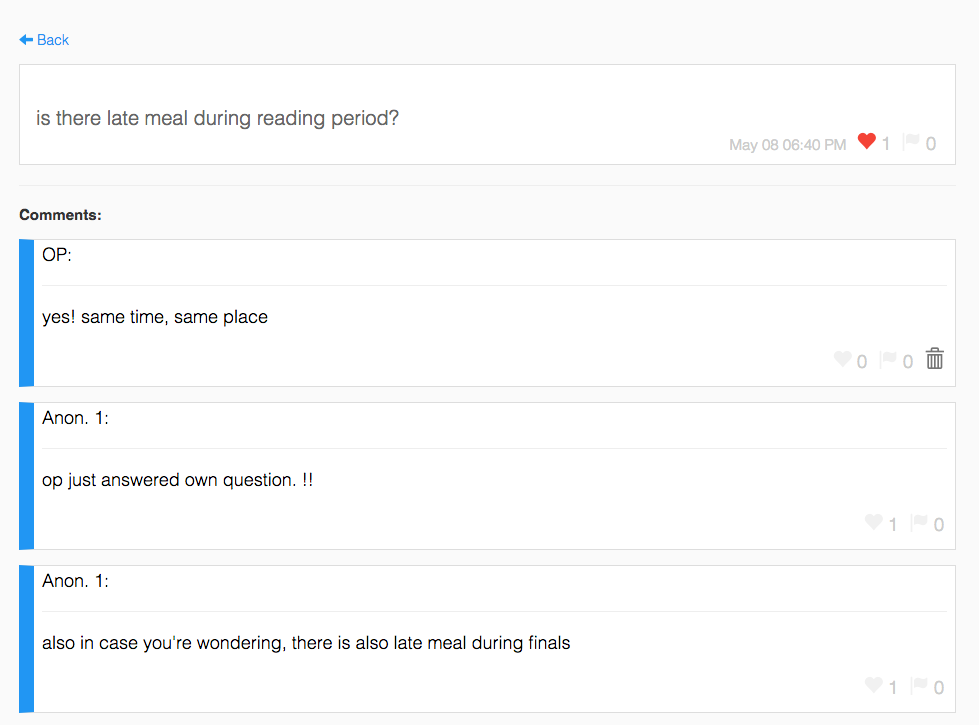 Back
is there late meal during reading period?
May 08 06:40 PM 1 0
Comments:
OP:
yes! same time, same place
0 0
Anon. 1:
op just answered own question. !!
1 0
Anon. 1:
also in case you're wondering, there is also late meal during finals
1 0